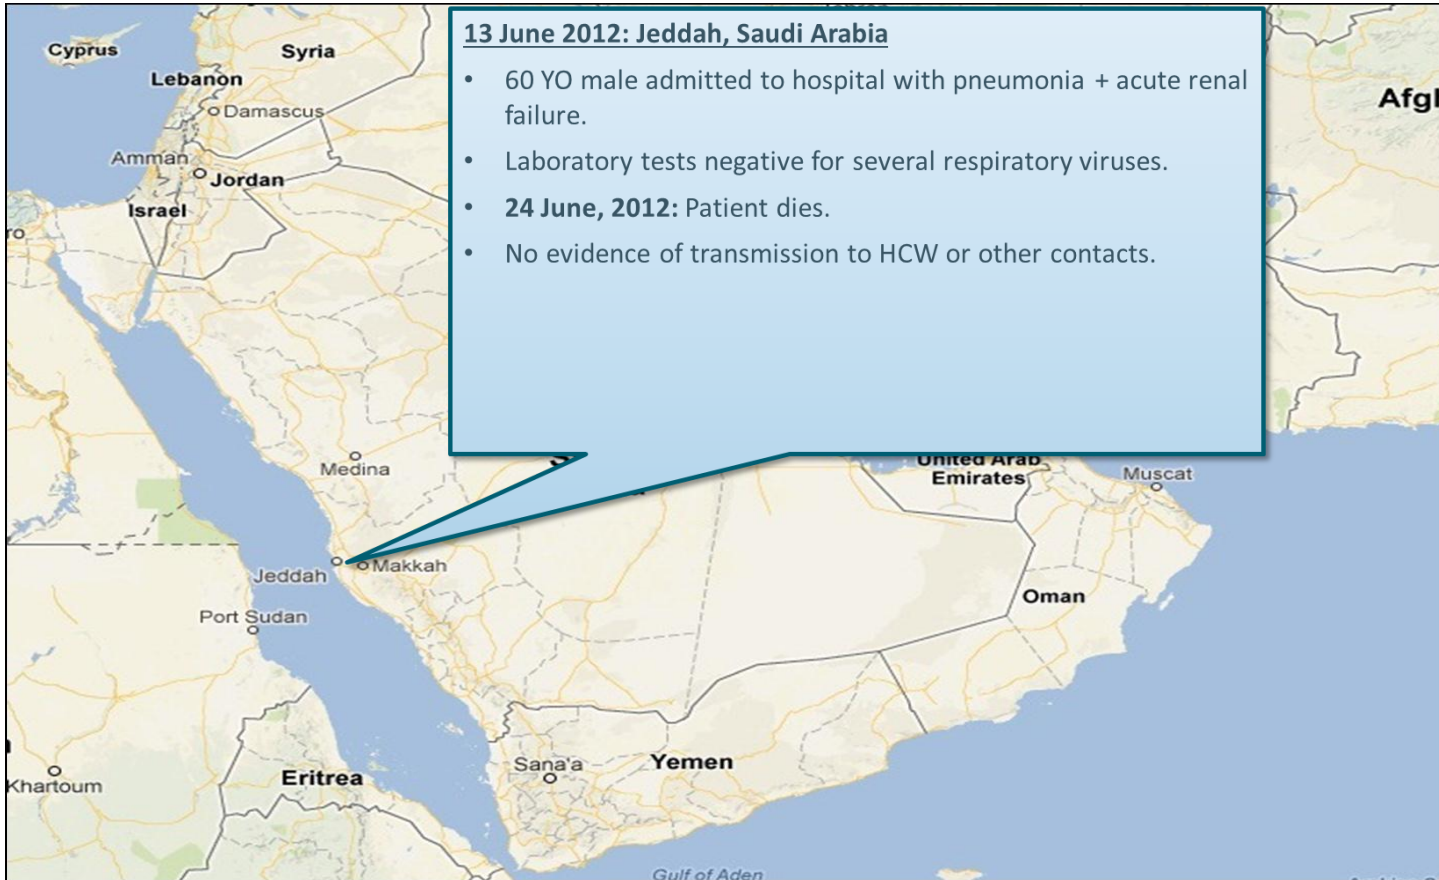 13 June 2012: Jeddah, Saudi Arabia
• 60 YO male admitted to hospital with pneumonia + acute renal
failure.
• Laboratory tests negative for several respiratory viruses.
• 24 June, 2012: Patient dies.
• No evidence of transmission to HCW or other contacts.
Cyprus
Syria
Lebanon
Damascus
Amman
Jordan
Israel
Afgl
Medina
United Arab
Emirates
Muscat
Jeddah
Makkah
Port Sudan
Oman
Khartoum
Eritrea
Sana'a
Yemen
Gulf of Aden